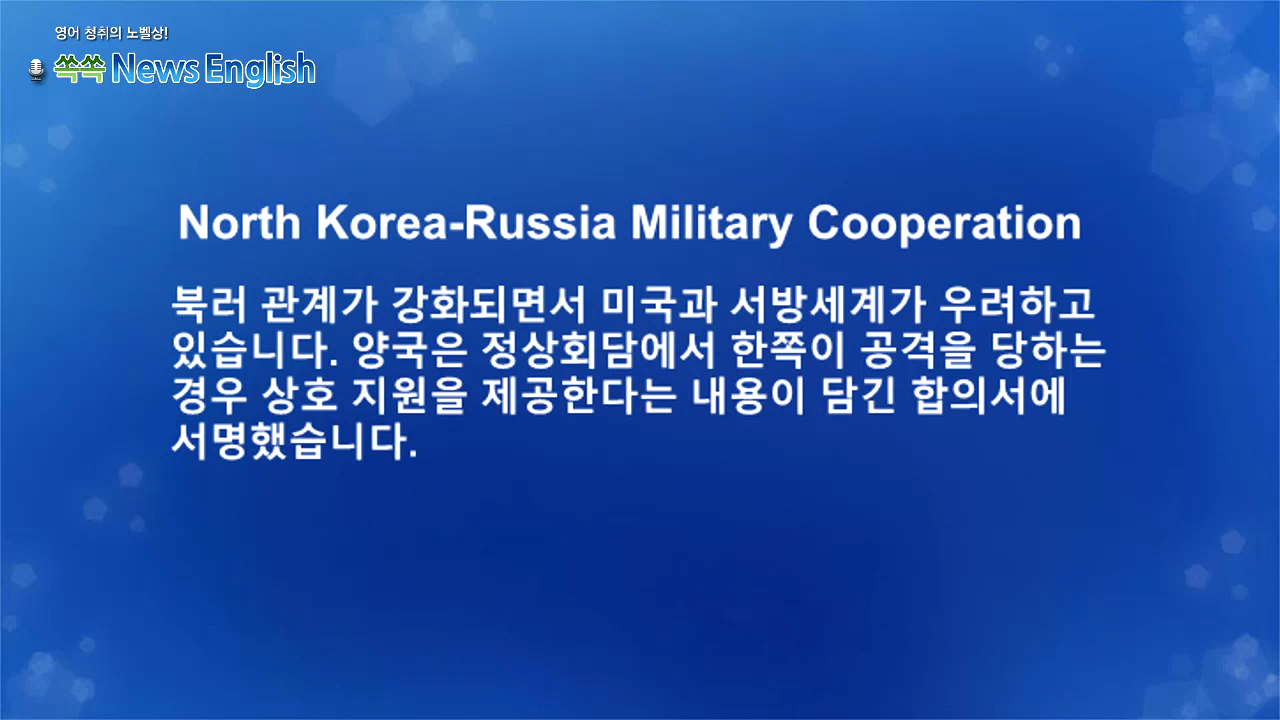 영어 청취의 노벨상!
쏙쏙 News English
North Korea-Russia Military Cooperation
북러 관계가 강화되면서 미국과 서방세계가 우려하고
있습니다. 양국은 정상회담에서 한쪽이 공격을 당하는
경우 상호 지원을 제공한다는 내용이 담긴 합의서에
서명했습니다.